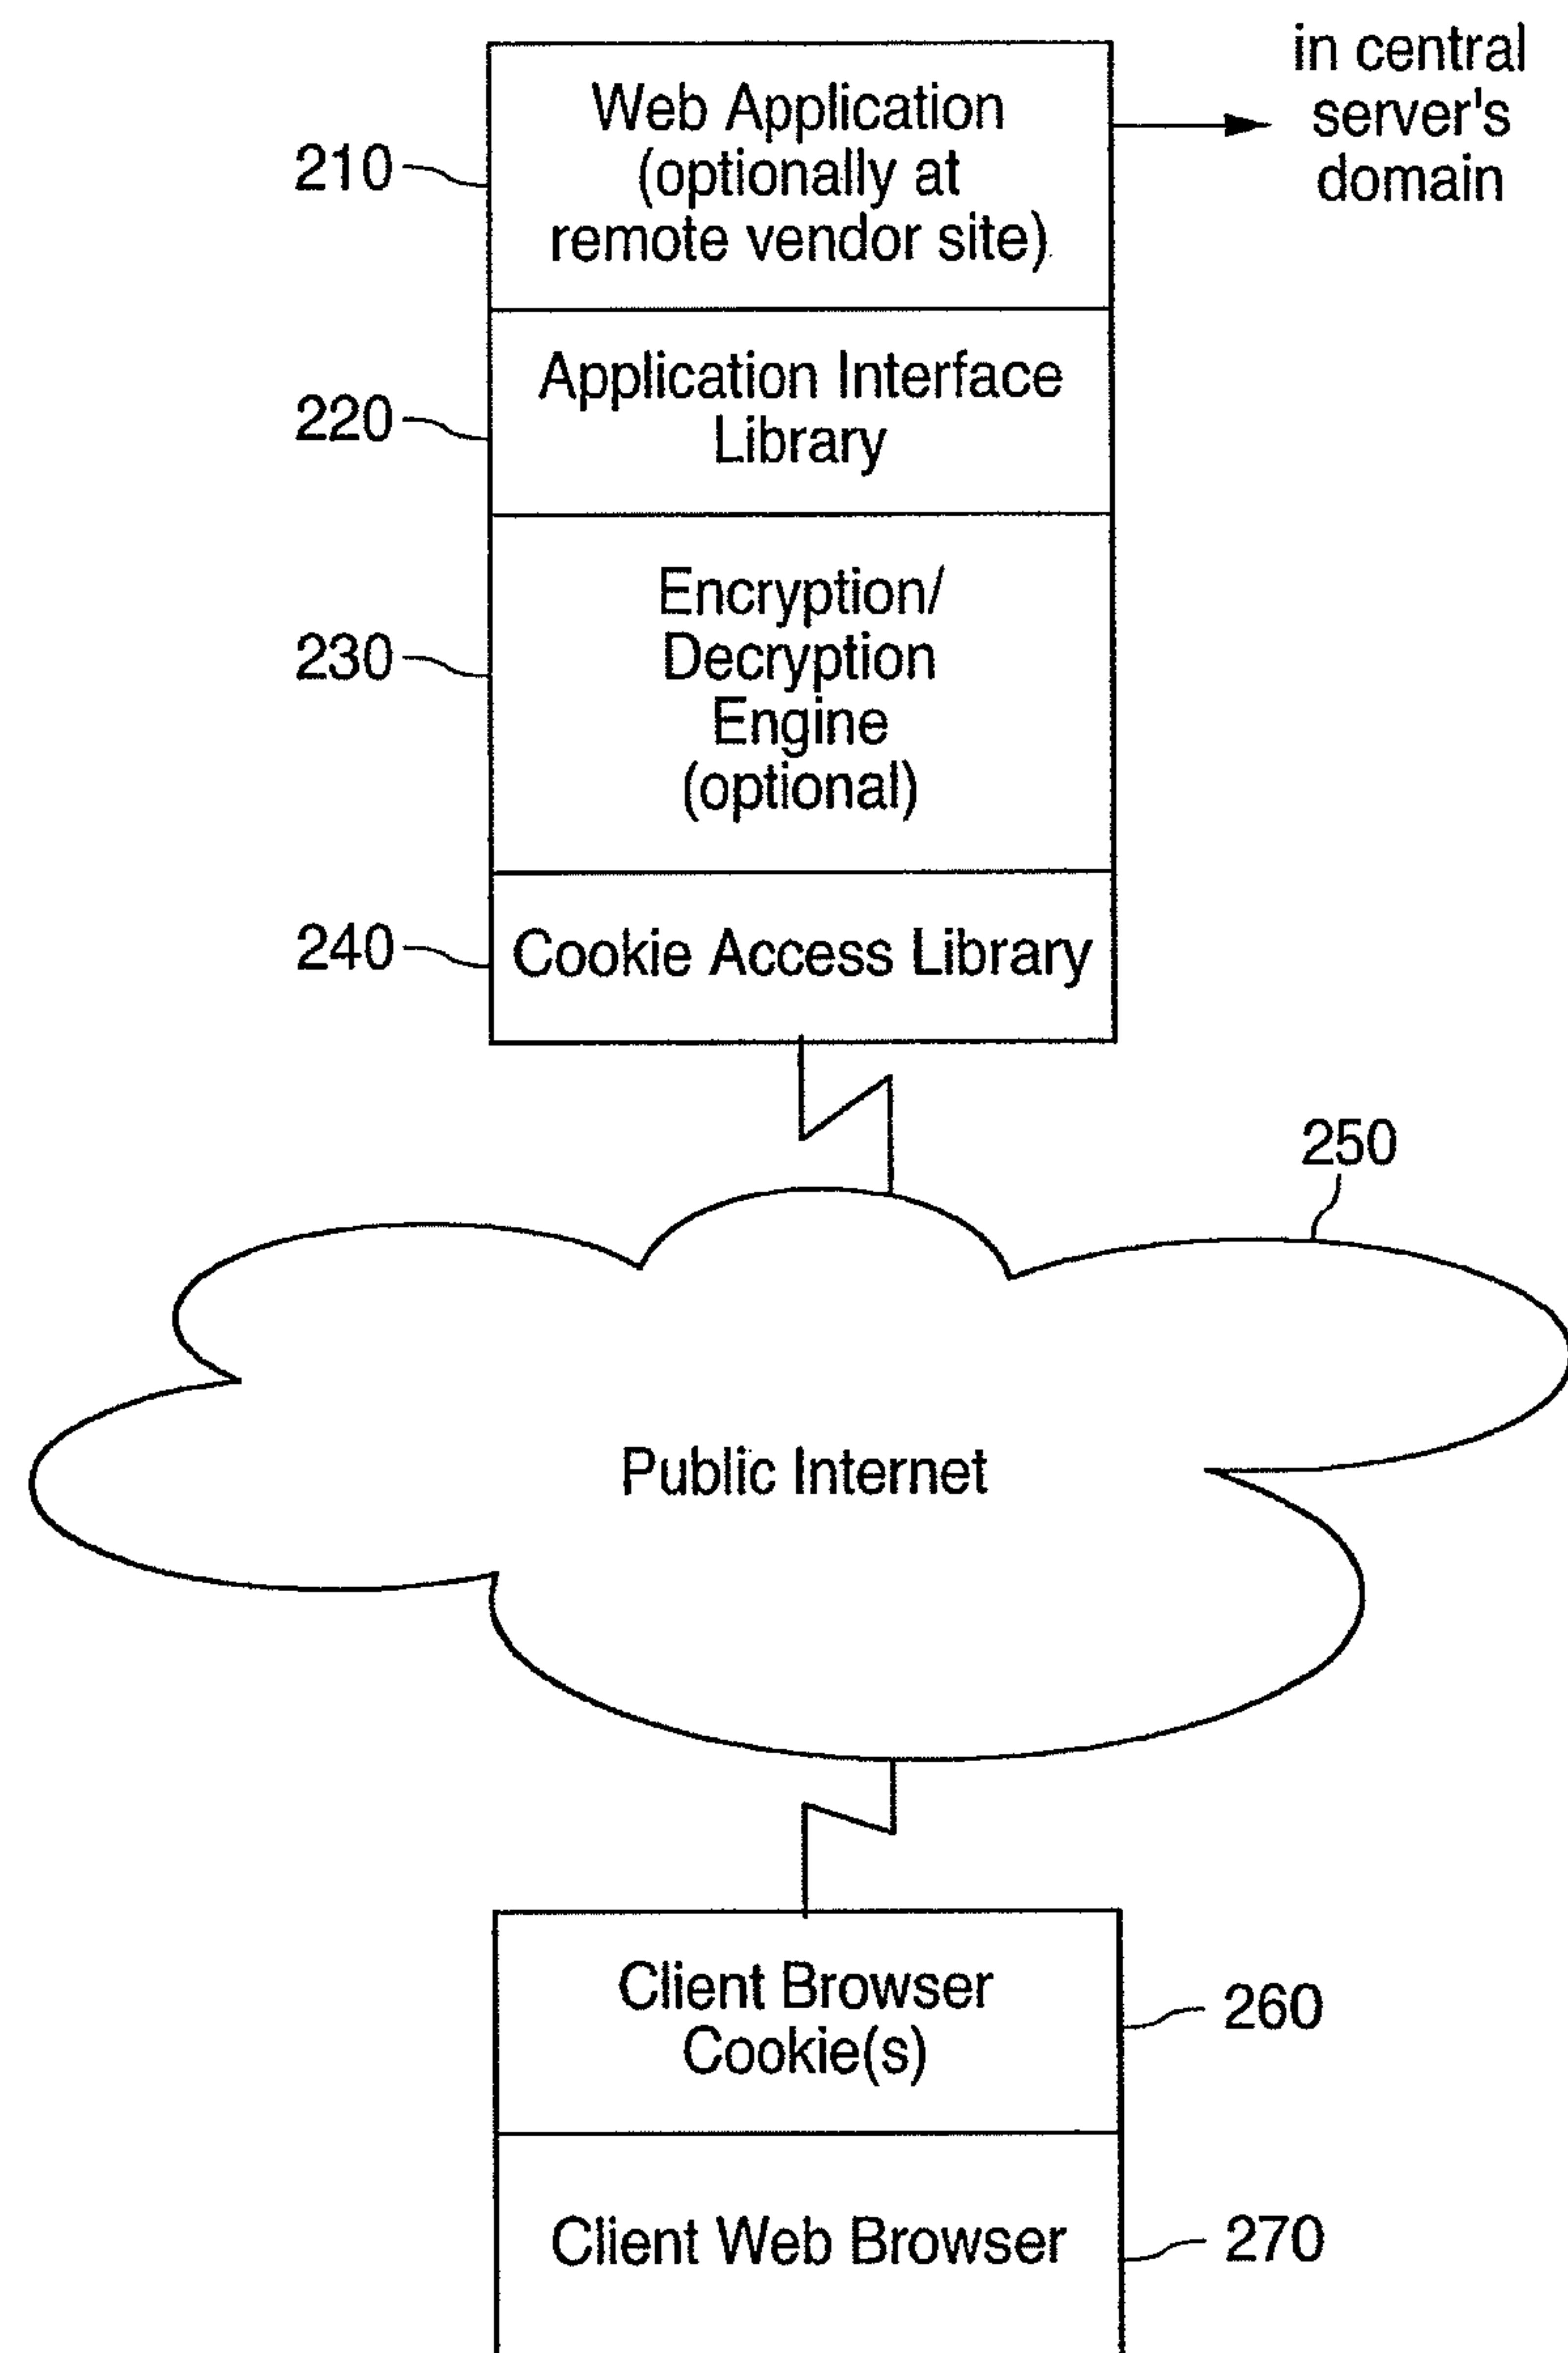 in central
server's
domain
Web Application
(optionally at
remote vendor site)
210
Application Interface
Library
220
Encryption/
Decryption
Engine
(optional)
230
Cookie Access Library
240
250
Public Internet
Client Browser
Cookie(s)
260
Client Web Browser
270